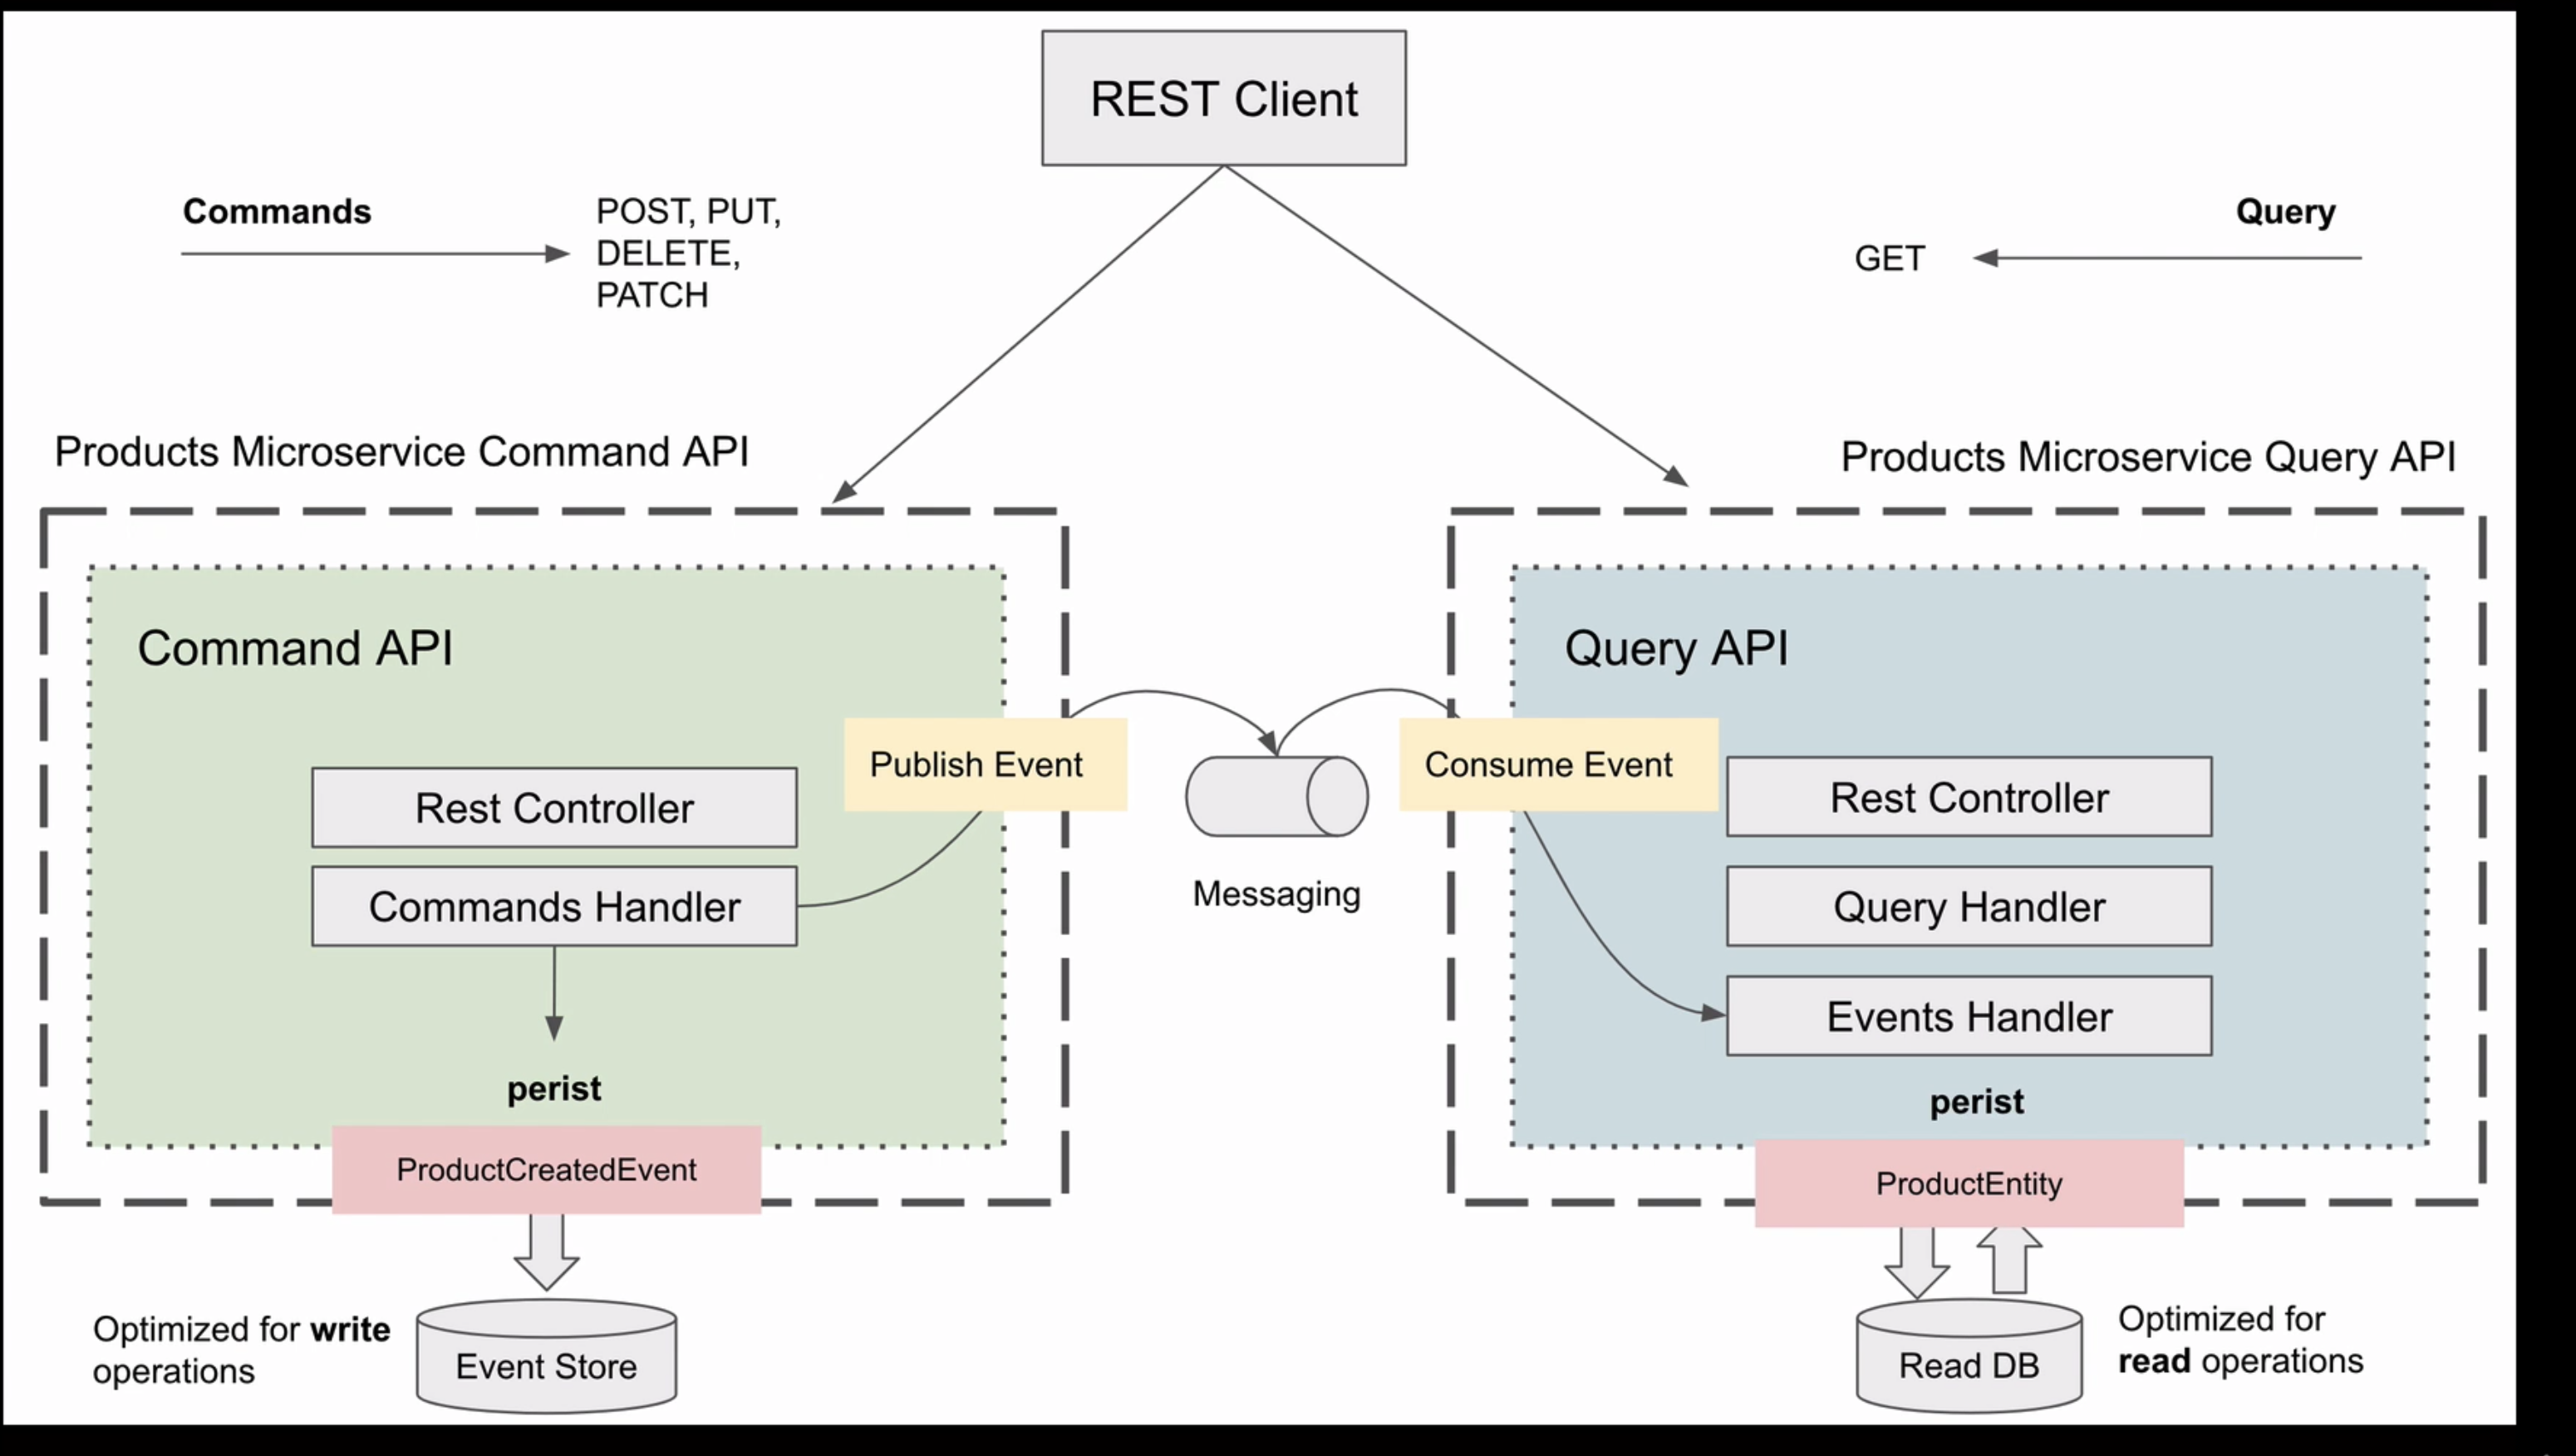 REST Client
Commands
POST, PUT,
DELETE,
PATCH
Query
GET
Products Microservice Command API
Products Microservice Query API
Command API
Publish Event
Rest Controller
Commands Handler
perist
ProductCreatedEvent
Optimized for write
operations
Event Store
Messaging
Query API
Consume Event
Rest Controller
Query Handler
Events Handler
perist
ProductEntity
Read DB
Optimized for
read operations